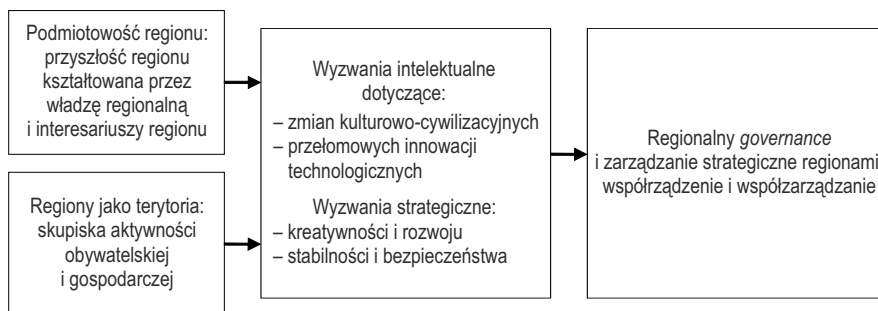 Podmiotowość regionu:
przyszłość regionu
kształtowana przez
władzę regionalną
i interesariuszy regionu
Regiony jako terytoria:
skupiska aktywności
obywatelskiej
i gospodarczej
Wyzwania intelektualne
dotyczące:
– zmian kulturowo-cywilizacyjnych
– przełomowych innowacji
technologicznych
Wyzwania strategiczne:
– kreatywności i rozwoju
– stabilności i bezpieczeństwa
Regionalny governance
i zarządzanie strategiczne regionami
współrządzenie i współzarządzanie